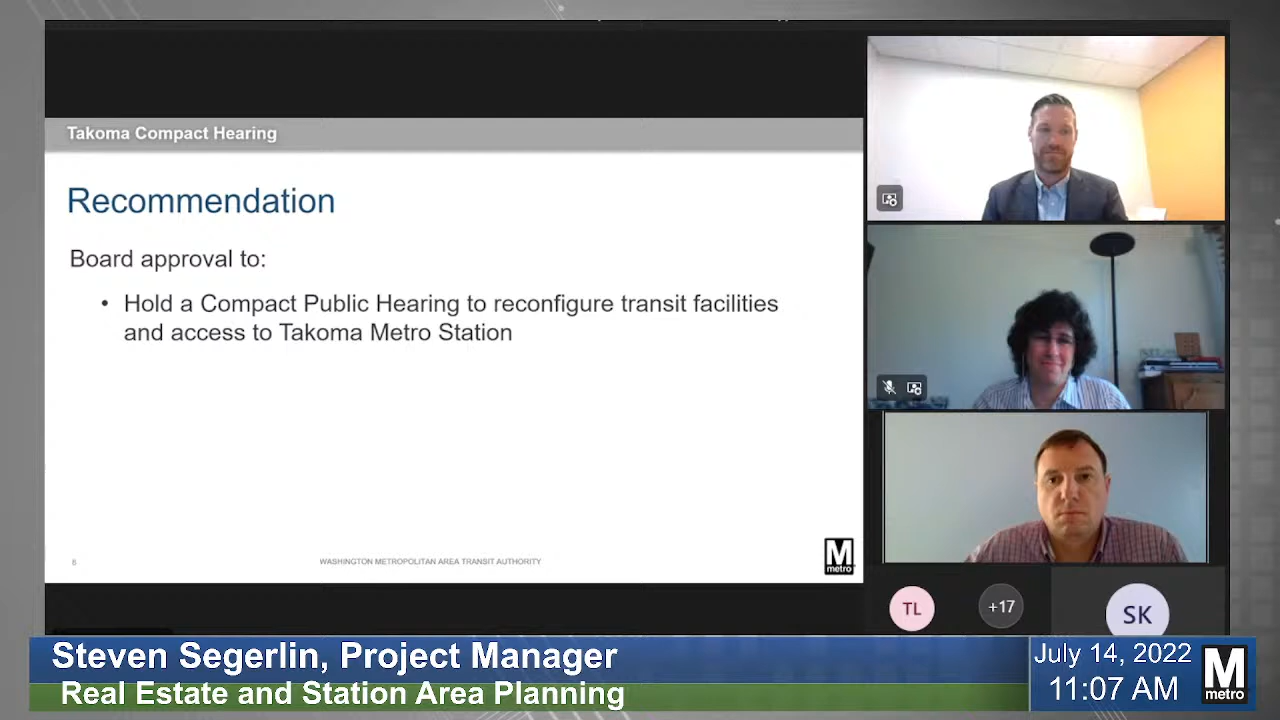 Takoma Compact Hearing
Recommendation
Board approval to:
• Hold a Compact Public Hearing to reconfigure transit facilities
and access to Takoma Metro Station
8
WASHINGTON METROPOLITAN AREA TRANSIT AUTHORITY
M
metro
TL
+17
SK
Steven Segerlin, Project Manager
Real Estate and Station Area Planning
July 14, 2022
11:07 AM
M
metro